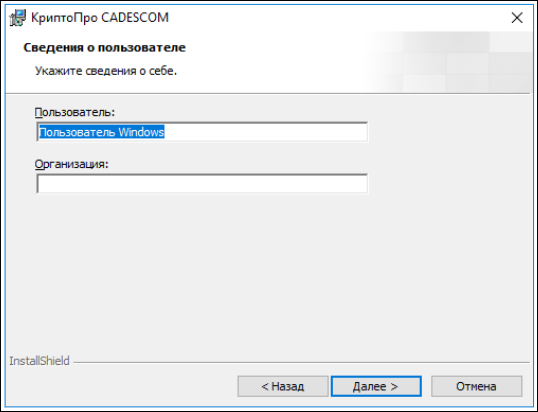 КриптоПро CADESCOM
Сведения о пользователе
Укажите сведения о себе.
Пользователь:
Пользователь Windows
Организация:
InstallShield
< Назад
Далее >
Отмена